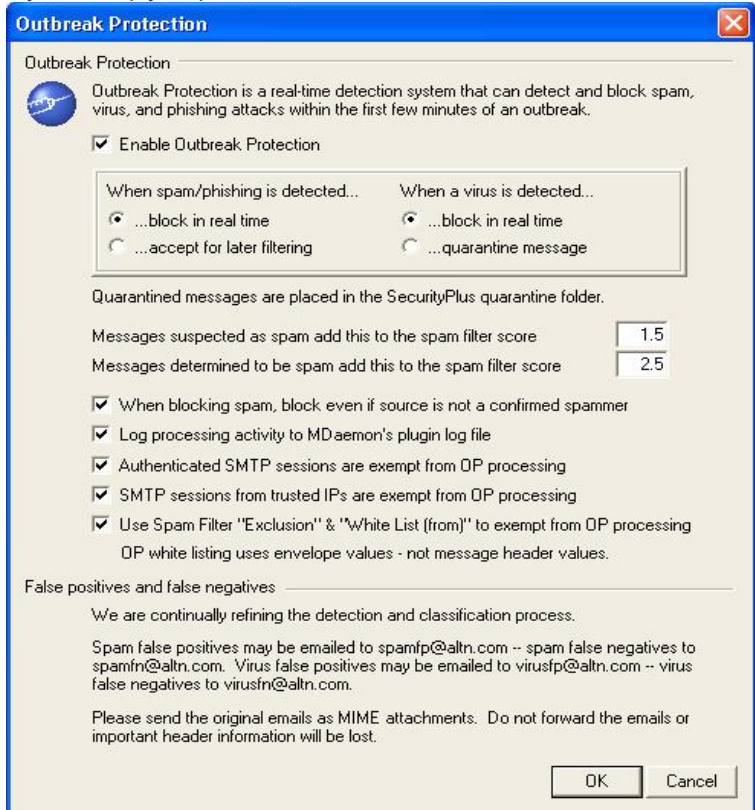 Outbreak Protection
Outbreak Protection
Outbreak Protection is a real-time detection system that can detect and block spam,
virus, and phishing attacks within the first few minutes of an outbreak.
Enable Outbreak Protection
When spam/phishing is detected...
...block in real time
...accept for later filtering
When a virus is detected...
...block in real time
...quarantine message
Quarantined messages are placed in the SecurityPlus quarantine folder.
Messages suspected as spam add this to the spam filter score 1.5
Messages determined to be spam add this to the spam filter score 2.5
When blocking spam, block even if source is not a confirmed spammer
Log processing activity to MDaemon's plugin log file
Authenticated SMTP sessions are exempt from OP processing
SMTP sessions from trusted IPs are exempt from OP processing
Use Spam Filter "Exclusion" & "White List (from)" to exempt from OP processing
OP white listing uses envelope values - not message header values.
False positives and false negatives
We are continually refining the detection and classification process.
Spam false positives may be emailed to spamfp@altn.com -- spam false negatives to
spamfn@altn.com. Virus false positives may be emailed to virusfp@altn.com -- virus
false negatives to virusfn@altn.com.
Please send the original emails as MIME attachments. Do not forward the emails or
important header information will be lost.
OK
Cancel